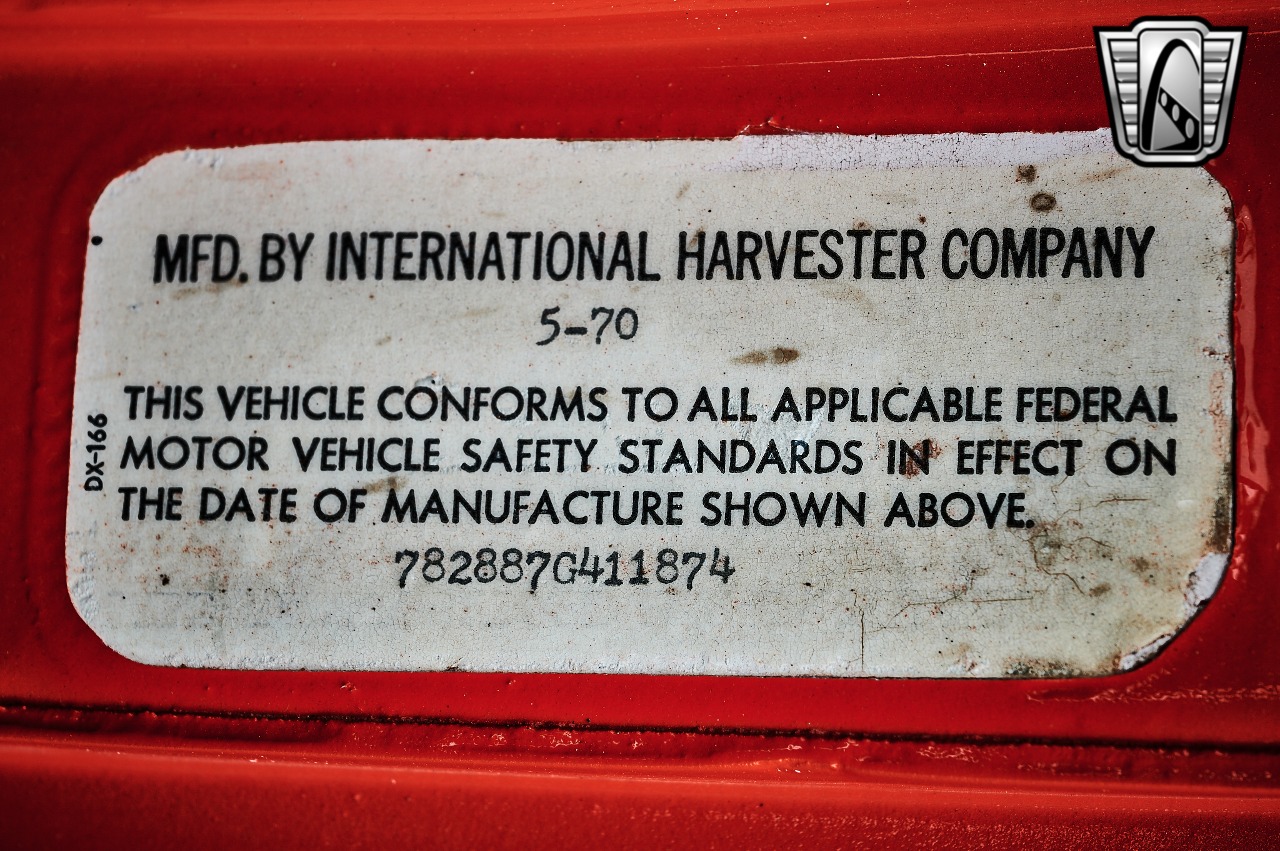 MFD. BY INTERNATIONAL HARVESTER COMPANY
5-70
THIS VEHICLE CONFORMS TO ALL APPLICABLE FEDERAL
MOTOR VEHICLE SAFETY STANDARDS IN EFFECT ON
THE DATE OF MANUFACTURE SHOWN ABOVE.
782887G411874
DX-166